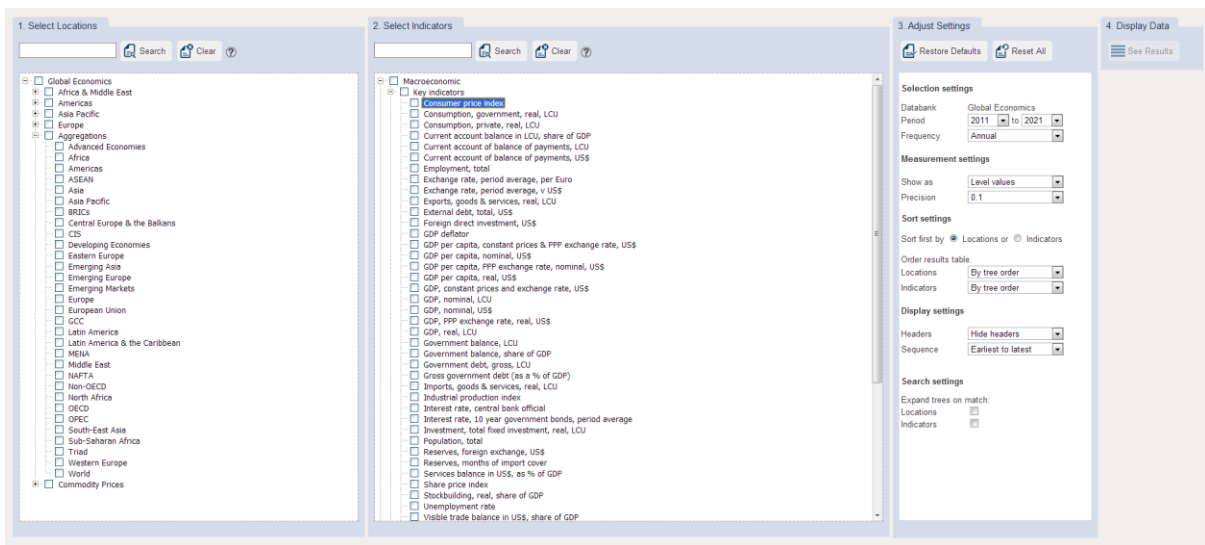 1. Select Locations
Search Clear ?
Global Economics
Africa & Middle East
Americas
Asia Pacific
Europe
Aggregations
Advanced Economies
Africa
Americas
ASEAN
Asia
Asia Pacific
BRICs
Central Europe & the Balkans
CIS
Developing Economies
Eastern Europe
Emerging Asia
Emerging Europe
Emerging Markets
Europe
European Union
GCC
Latin America
Latin America & the Caribbean
MENA
Middle East
NAFTA
Non-OECD
North Africa
OECD
OPEC
South-East Asia
Sub-Saharan Africa
Triad
Western Europe
World
Commodity Prices
2. Select Indicators
Search Clear ?
Macroeconomic
Key indicators
Consumer price index
Consumption, government, real, LCU
Consumption, private, real, LCU
Current account balance in LCU, share of GDP
Current account of balance of payments, LCU
Current account of balance of payments, US$
Employment, total
Exchange rate, period average, per Euro
Exchange rate, period average, v US$
Exports, goods & services, real, LCU
External debt, total, US$
Foreign direct investment, US$
GDP deflator
GDP per capita, constant prices & PPP exchange rate, US$
GDP per capita, nominal, US$
GDP per capita, PPP exchange rate, nominal, US$
GDP per capita, real, US$
GDP, constant prices and exchange rate, US$
GDP, nominal, LCU
GDP, nominal, US$
GDP, PPP exchange rate, real, US$
GDP, real, LCU
Government balance, LCU
Government balance, share of GDP
Government debt, gross, LCU
Gross government debt (as a % of GDP)
Imports, goods & services, real, LCU
Industrial production index
Interest rate, central bank official
Interest rate, 10 year government bonds, period average
Investment, total fixed investment, real, LCU
Population, total
Reserves, foreign exchange, US$
Reserves, months of import cover
Services balance in US$, as % of GDP
Share price index
Stockbuilding, real, share of GDP
Unemployment rate
Visible trade balance in US$, share of GDP
3. Adjust Settings
Restore Defaults Reset All
Selection settings
Databank Global Economics
Period 2011 to 2021
Frequency Annual
Measurement settings
Show as Level values
Precision 0.1
Sort settings
Sort first by Locations or Indicators
Order results table:
Locations By tree order
Indicators By tree order
Display settings
Headers Hide headers
Sequence Earliest to latest
Search settings
Expand trees on match:
Locations
Indicators
4. Display Data
See Results